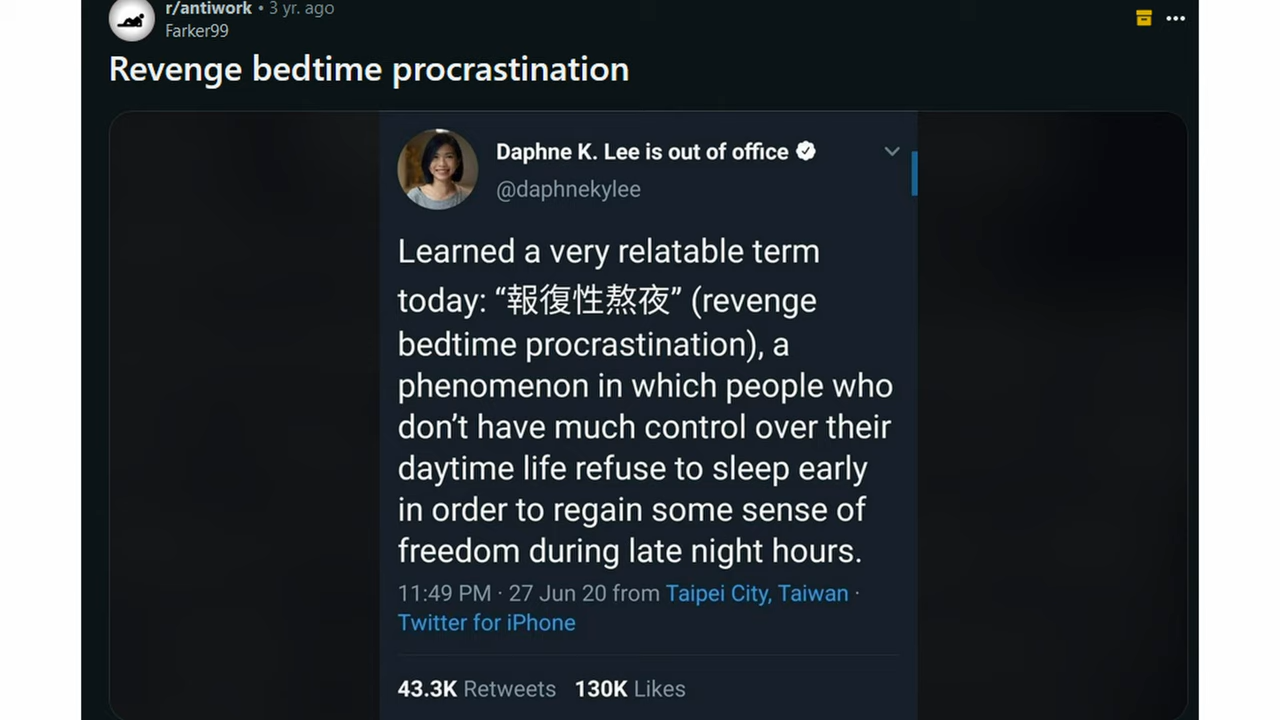 r/antiwork • 3 yr. ago
Farker99
Revenge bedtime procrastination
Daphne K. Lee is out of office
@daphnekylee
Learned a very relatable term
today: “報復性熬夜” (revenge
bedtime procrastination), a
phenomenon in which people who
don’t have much control over their
daytime life refuse to sleep early
in order to regain some sense of
freedom during late night hours.
11:49 PM · 27 Jun 20 from Taipei City, Taiwan ·
Twitter for iPhone
43.3K Retweets 130K Likes